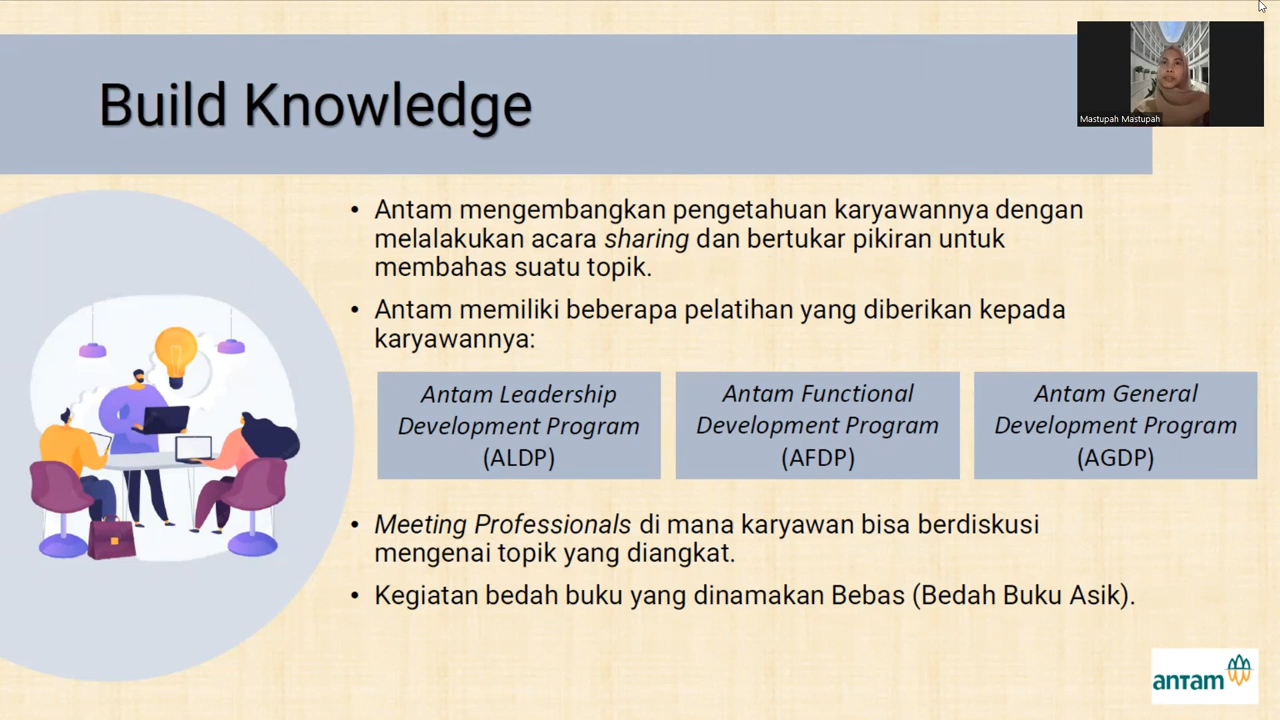 Build Knowledge
Mastupah Mastupah
• Antam mengembangkan pengetahuan karyawannya dengan
melalakukan acara sharing dan bertukar pikiran untuk
membahas suatu topik.
• Antam memiliki beberapa pelatihan yang diberikan kepada
karyawannya:
Antam Leadership
Development Program
(ALDP)
Antam Functional
Development Program
(AFDP)
Antam General
Development Program
(AGDP)
• Meeting Professionals di mana karyawan bisa berdiskusi
mengenai topik yang diangkat.
• Kegiatan bedah buku yang dinamakan Bebas (Bedah Buku Asik).
antam